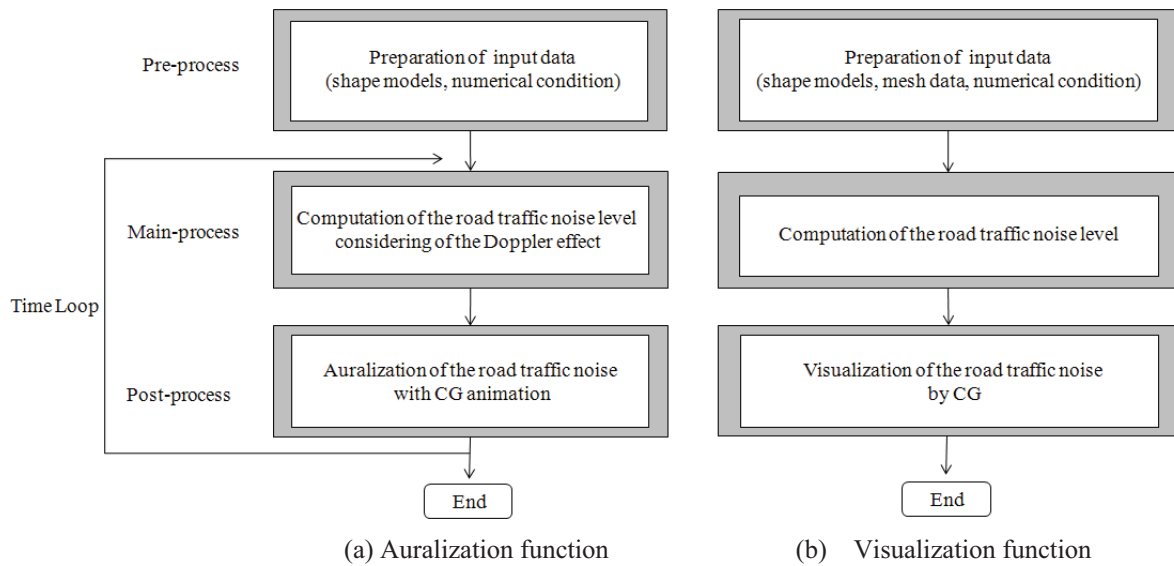 Pre-process
Preparation of input data
(shape models, numerical condition)
Preparation of input data
(shape models, mesh data, numerical condition)
Main-process
Computation of the road traffic noise level
considering of the Doppler effect
Computation of the road traffic noise level
Time Loop
Post-process
Auralization of the road traffic noise
with CG animation
Visualization of the road traffic noise
by CG
End
End
(a) Auralization function
(b) Visualization function